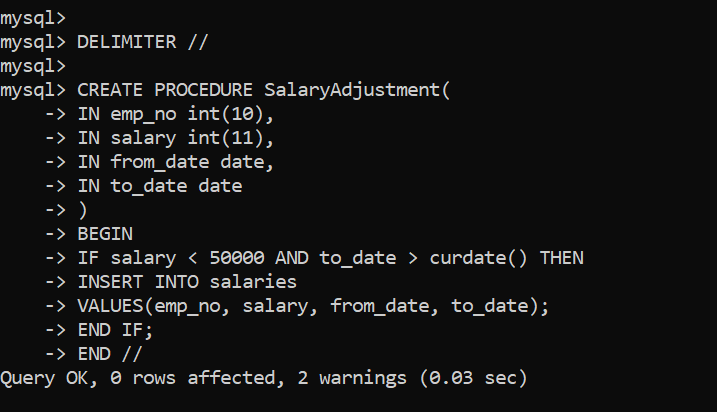 mysql>
mysql> DELIMITER //
mysql>
mysql> CREATE PROCEDURE SalaryAdjustment(
    -> IN emp_no int(10),
    -> IN salary int(11),
    -> IN from_date date,
    -> IN to_date date
    -> )
    -> BEGIN
    -> IF salary < 50000 AND to_date > curdate() THEN
    -> INSERT INTO salaries
    -> VALUES(emp_no, salary, from_date, to_date);
    -> END IF;
    -> END //
Query OK, 0 rows affected, 2 warnings (0.03 sec)